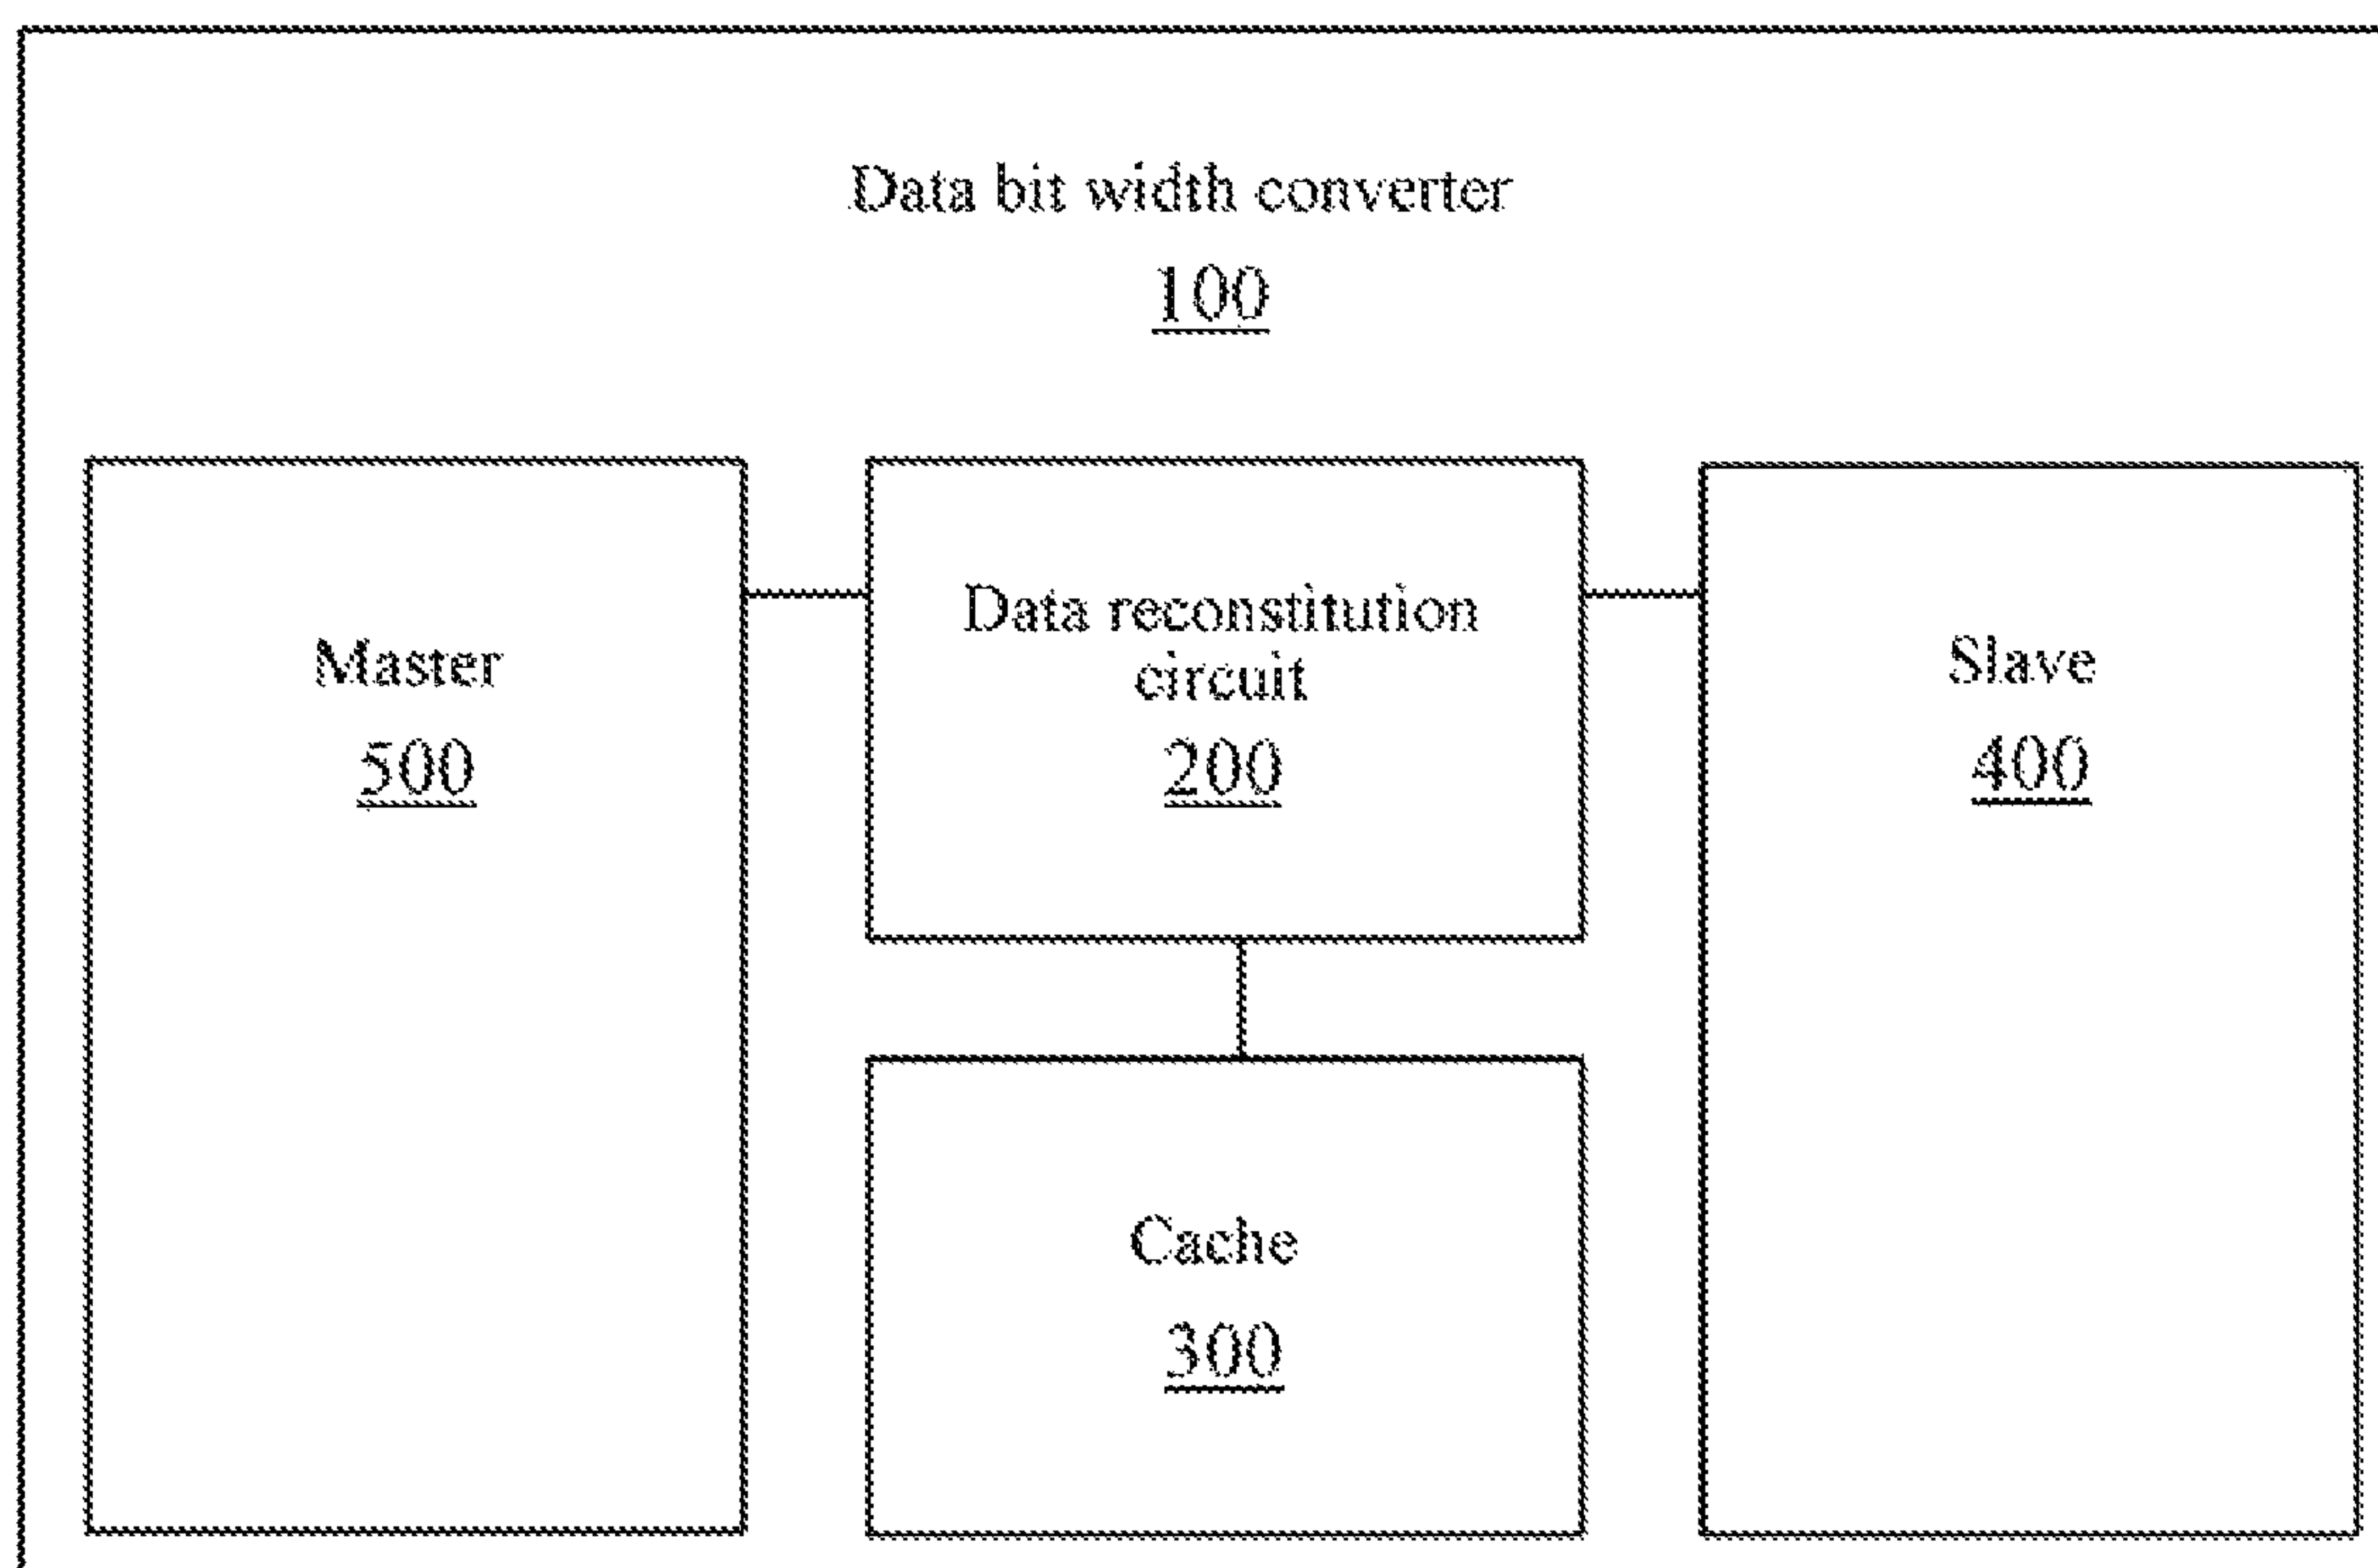 Data bit width converter
100
Master
500
Data reconstitution
circuit
200
Slave
400
Cache
300